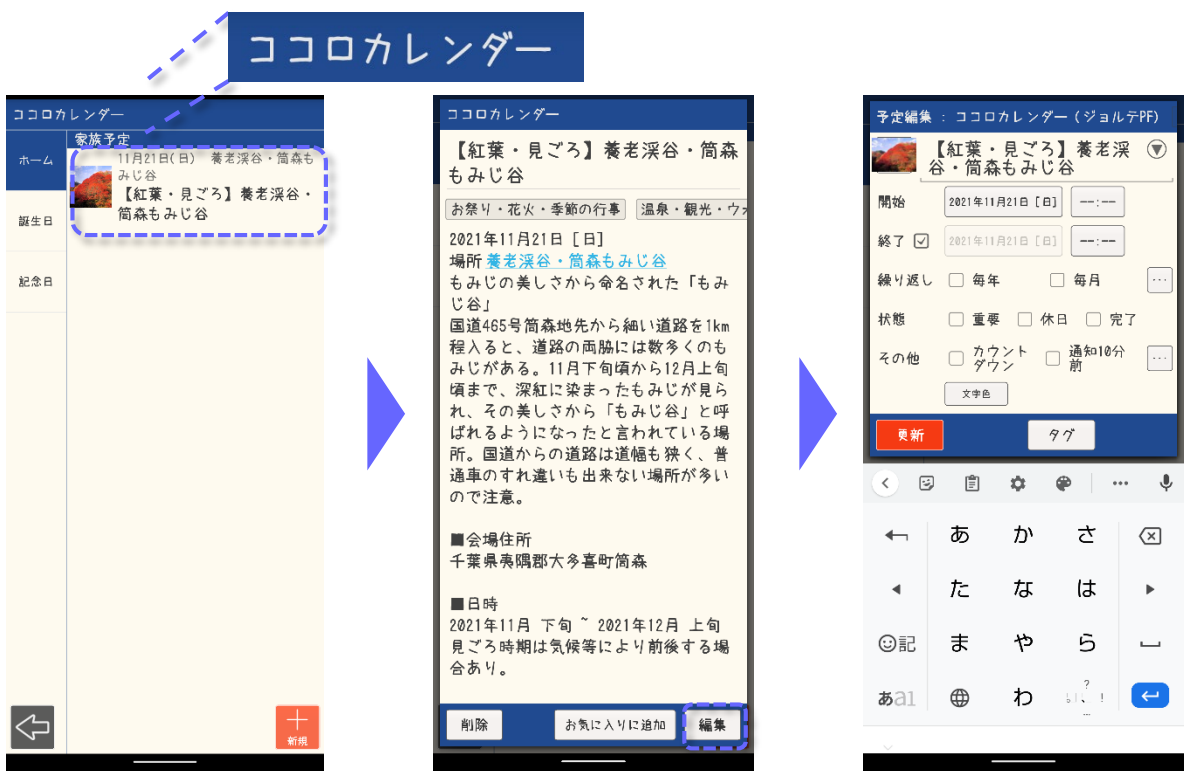 ココロカレンダー
ココロカレンダー
家族予定
ホーム
誕生日
記念日
11月21日(日) 養老渓谷・筒森も
みじ谷
【紅葉・見ごろ】養老渓谷・
筒森もみじ谷
新規
ココロカレンダー
【紅葉・見ごろ】養老渓谷・筒森
もみじ谷
お祭り・花火・季節の行事 温泉・観光・ウォ
2021年11月21日 [日]
場所 養老渓谷・筒森もみじ谷
もみじの美しさから命名された「もみ
じ谷」
国道465号筒森地先から細い道路を1km
程入ると、道路の両脇には数多くのも
みじがある。11月下旬頃から12月上旬
頃まで、深紅に染まったもみじが見ら
れ、その美しさから「もみじ谷」と呼
ばれるようになったと言われている場
所。国道からの道路は道幅も狭く、普
通車のすれ違いも出来ない場所が多い
ので注意。
■会場住所
千葉県夷隅郡大多喜町筒森
■日時
2021年11月 下旬 ~ 2021年12月 上旬
見ごろ時期は気候等により前後する場
合あり。
削除 お気に入りに追加 編集
予定編集 : ココロカレンダー (ジョルテPF)
【紅葉・見ごろ】養老渓
谷・筒森もみじ谷
開始 2021年11月21日 [日] --:--
終了 2021年11月21日 [日] --:--
繰り返し 毎年 毎月 ...
状態 重要 休日 完了
その他 カウント
ダウン 通知10分
前 ...
文字色
更新 タグ
あ か さ
た な は
記 ま や ら
あa1 わ 、 ? !